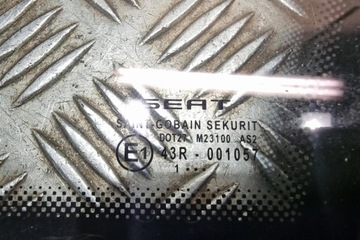 SEAT
SAINT-GOBAIN SEKURIT
DOT27 M23100 AS2
E1 43R - 001057
1 ....